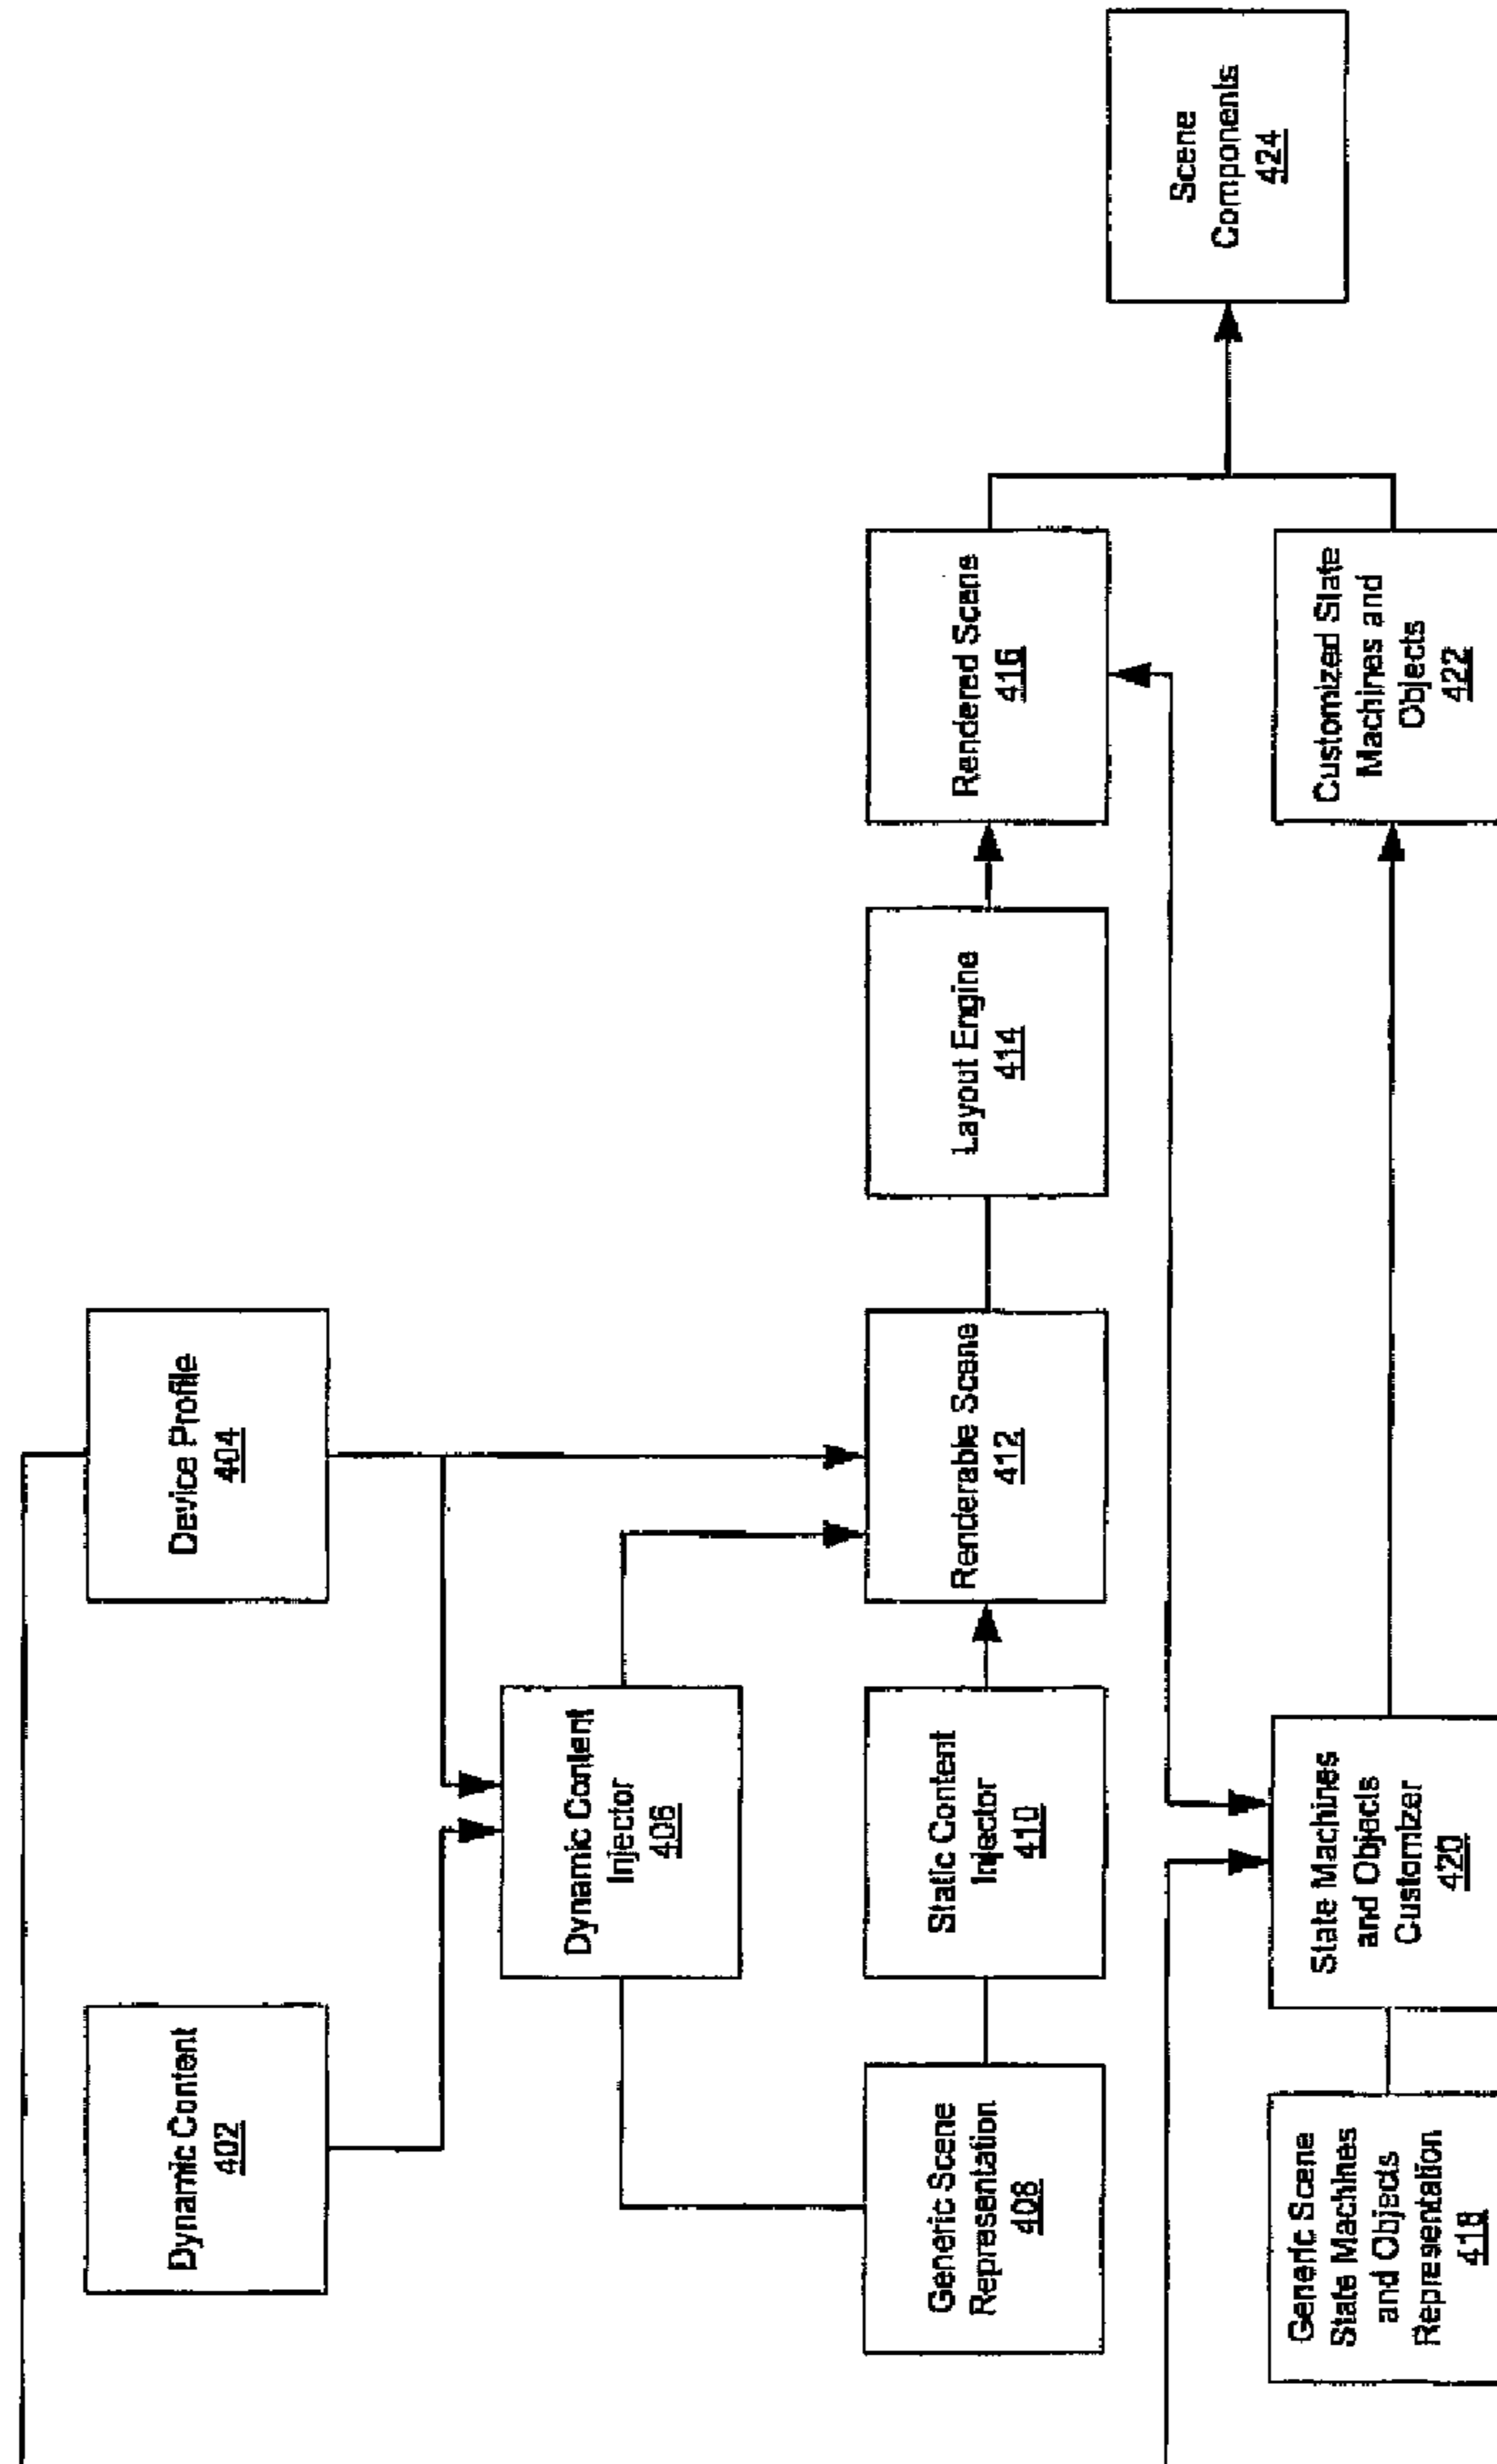 Dynamic Content
402
Device Profile
404
Dynamic Content
Injector
406
Generic Scene
Representation
408
Static Content
Injector
410
Renderable Scene
412
Layout Engine
414
Rendered Scene
416
Generic Scene
State Machines
and Objects
Representation
418
State Machines
and Objects
Customizer
420
Customized State
Machines and
Objects
422
Scene
Components
424